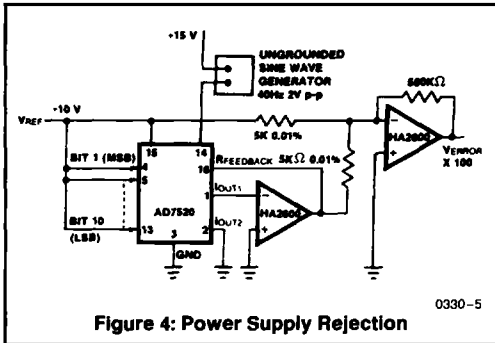 +15 V
UNGROUNDED
SINE WAVE
GENERATOR
40Hz 2V p-p
+10 V
VREF
5K 0.01%
500KΩ
HA2600
VERROR
X 100
BIT 1 (MSB)
4
5
15
14
16
RFEEDBACK
5KΩ 0.01%
AD7520
1
IOUT1
HA2600
BIT 10
(LSB)
13
3
2
IOUT2
GND
0330-5
Figure 4: Power Supply Rejection